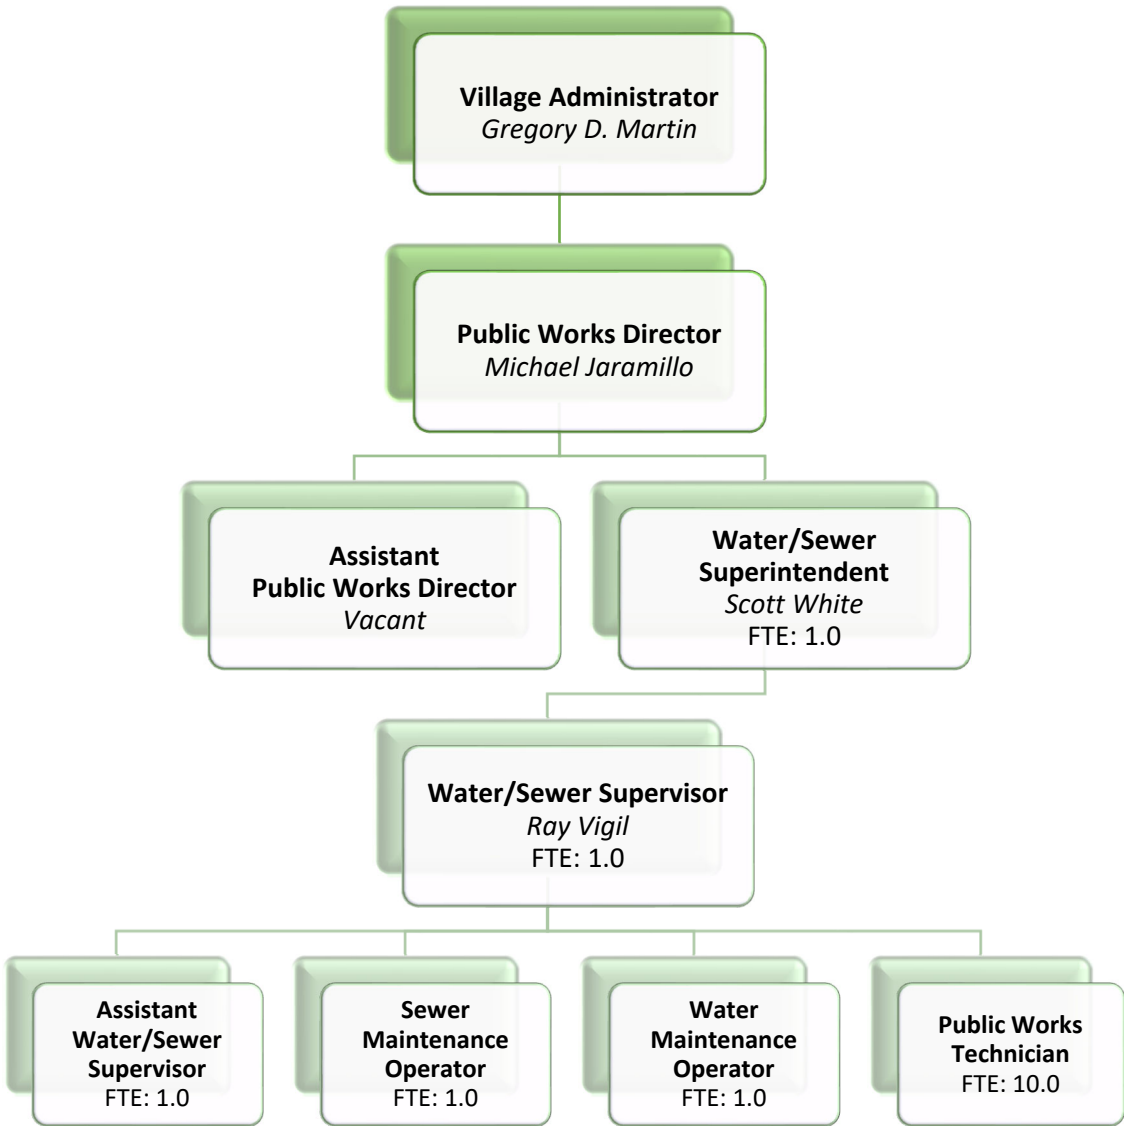 Village Administrator
Gregory D. Martin
Public Works Director
Michael Jaramillo
Assistant
Public Works Director
Vacant
Water/Sewer
Superintendent
Scott White
FTE: 1.0
Water/Sewer Supervisor
Ray Vigil
FTE: 1.0
Assistant
Water/Sewer
Supervisor
FTE: 1.0
Sewer
Maintenance
Operator
FTE: 1.0
Water
Maintenance
Operator
FTE: 1.0
Public Works
Technician
FTE: 10.0